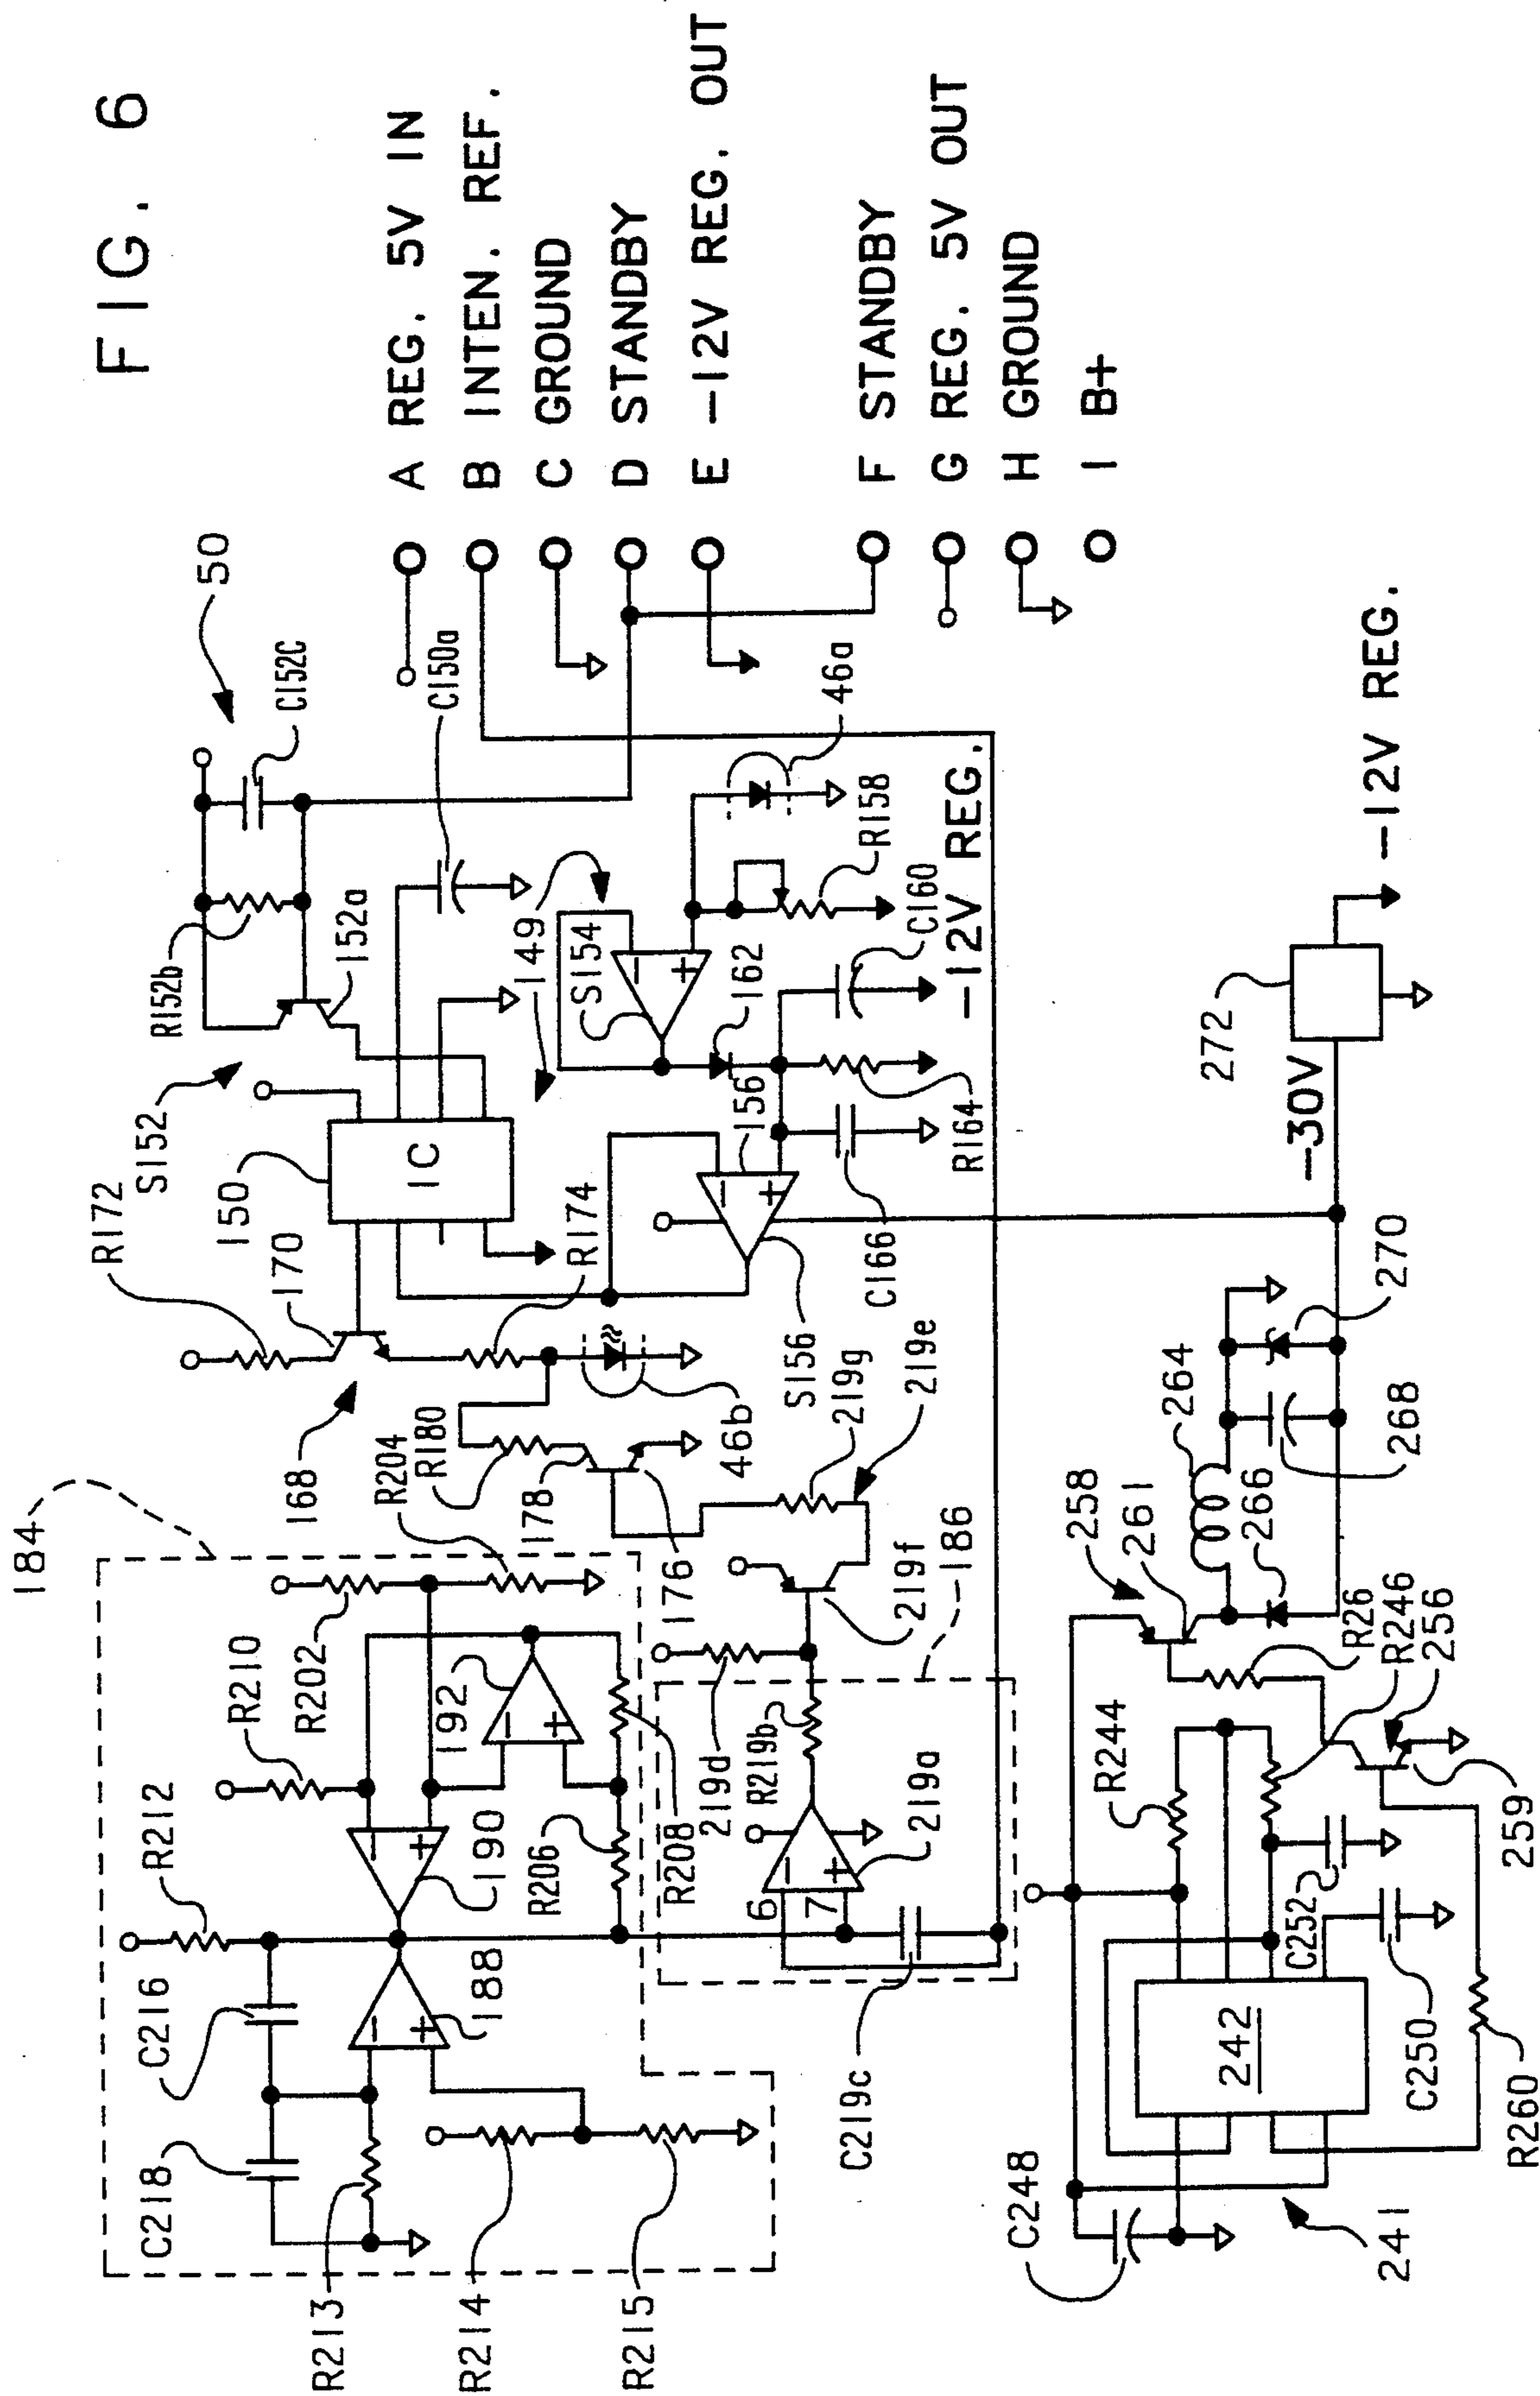 FIG. 6
A REG. 5V IN
B INTEN. REF.
C GROUND
D STANDBY
E -12V REG. OUT
F STANDBY
G REG. 5V OUT
H GROUND
I B+
50
C152C
R152b
152a
C150a
S152
150
IC
149
S154
46a
R158
162
C160
-12V REG.
156
R164
C166
S156
R172
170
R174
168
46b
R180
R204
178
176
219g
219e
219f
186
184
R210
R202
192
R212
190
R206
R208
219d
R219b
219a
6
7
-
+
-
+
-
+
-
+
-
+
-
+
C216
188
C218
R213
R214
R215
C219c
258
261
264
266
268
270
-30V
272
-12V REG.
R26
R246
256
R244
259
C252
C250
242
R260
C248
241